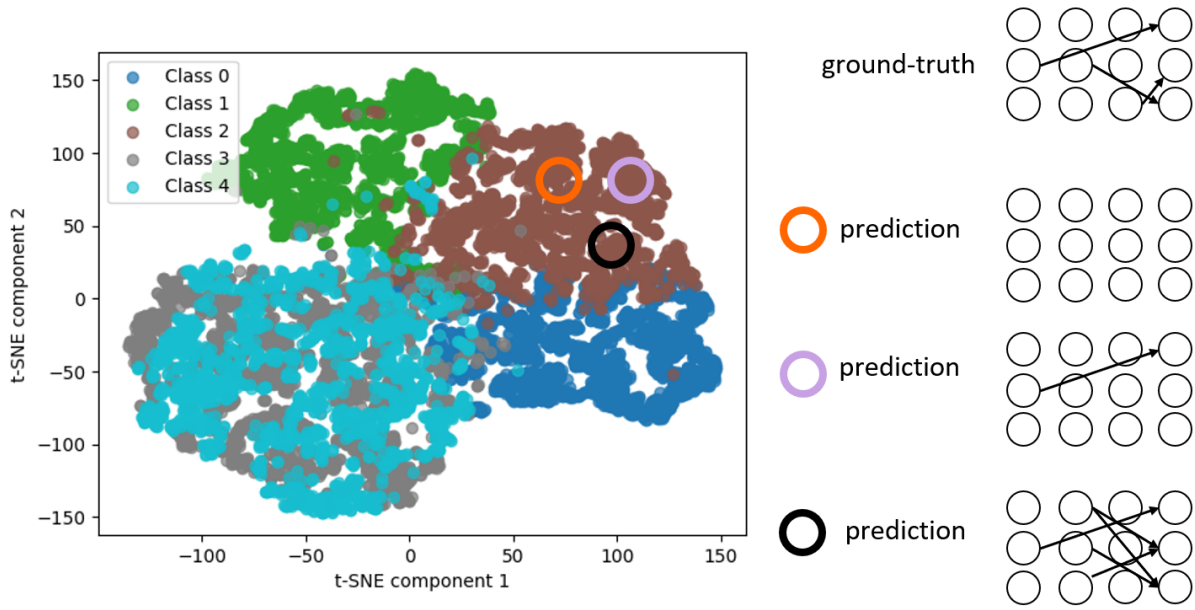 ground-truth
Class 0
Class 1
Class 2
Class 3
Class 4
150
100
50
0
−50
−100
−150
t-SNE component 2
−100
−50
0
50
100
150
t-SNE component 1
prediction
prediction
prediction